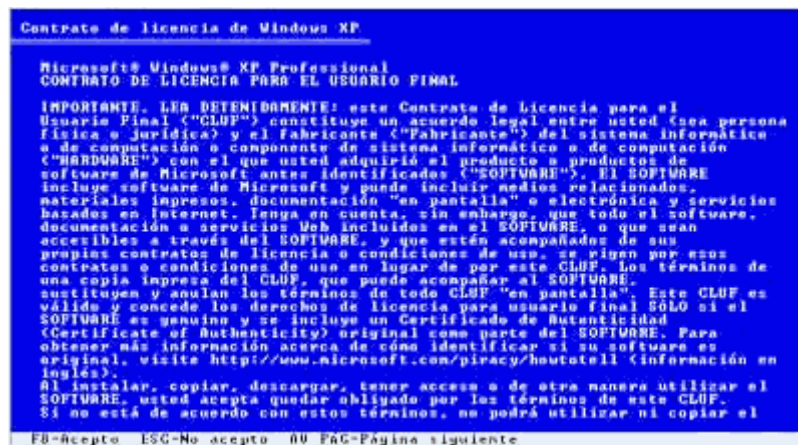 Contrato de licencia de Windows XP
Microsoft® Windows® XP Professional
CONTRATO DE LICENCIA PARA EL USUARIO FINAL
IMPORTANTE. LEA DETENIDAMENTE: este Contrato de Licencia para el
Usuario Final ("CLUF") constituye un acuerdo legal entre usted (sea persona
física o jurídica) y el fabricante ("Fabricante") del sistema informático
o de computación o componente de sistema informático o de computación
("HARDWARE") con el que usted adquirió el producto o productos de
software de Microsoft antes identificados ("SOFTWARE"). El SOFTWARE
incluye software de Microsoft y puede incluir medios relacionados,
materiales impresos, documentación "en pantalla" o electrónica y servicios
basados en Internet. Tenga en cuenta, sin embargo, que todo el software,
documentación o servicios Web incluidos en el SOFTWARE, o que sean
accesibles a través del SOFTWARE, y que estén acompañados de sus
propios contratos de licencia o condiciones de uso, se rigen por esos
contratos o condiciones de uso en lugar de por este CLUF. Los términos de
una copia impresa del CLUF, que puede acompañar al SOFTWARE,
sustituyen y anulan los términos de todo CLUF "en pantalla". Este CLUF es
válido y concede los derechos de licencia para usuario final SÓLO si el
SOFTWARE es genuino y se incluye un Certificado de Autenticidad
(Certificate of Authenticity) original como parte del SOFTWARE. Para
obtener más información acerca de cómo identificar si su software es
original, visite http://www.microsoft.com/piracy/howtotell (información en
inglés).
Al instalar, copiar, descargar, tener acceso o de otra manera utilizar el
SOFTWARE, usted acepta quedar obligado por los términos de este CLUF.
Si no está de acuerdo con estos términos, no podrá utilizar ni copiar el
F8=Acepto ESC=No acepto AV PÁG=Página siguiente